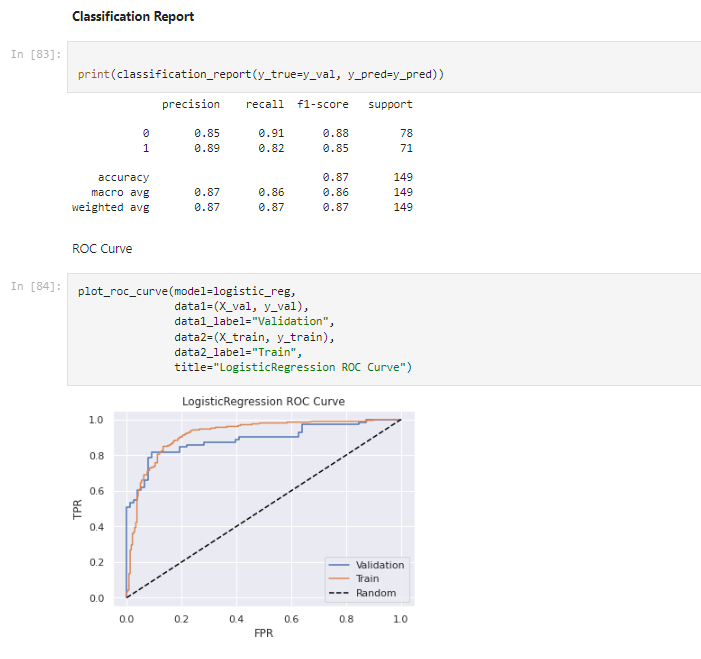 Classification Report
In [83]:
print(classification_report(y_true=y_val, y_pred=y_pred))
precision recall f1-score support
0 0.85 0.91 0.88 78
1 0.89 0.82 0.85 71
accuracy 0.87 149
macro avg 0.87 0.86 0.86 149
weighted avg 0.87 0.87 0.87 149
ROC Curve
In [84]:
plot_roc_curve(model=logistic_reg,
data1=(X_val, y_val),
data1_label="Validation",
data2=(X_train, y_train),
data2_label="Train",
title="LogisticRegression ROC Curve")
LogisticRegression ROC Curve
1.0
0.8
0.6
0.4
0.2
0.0
TPR
Validation
Train
Random
0.0 0.2 0.4 0.6 0.8 1.0
FPR